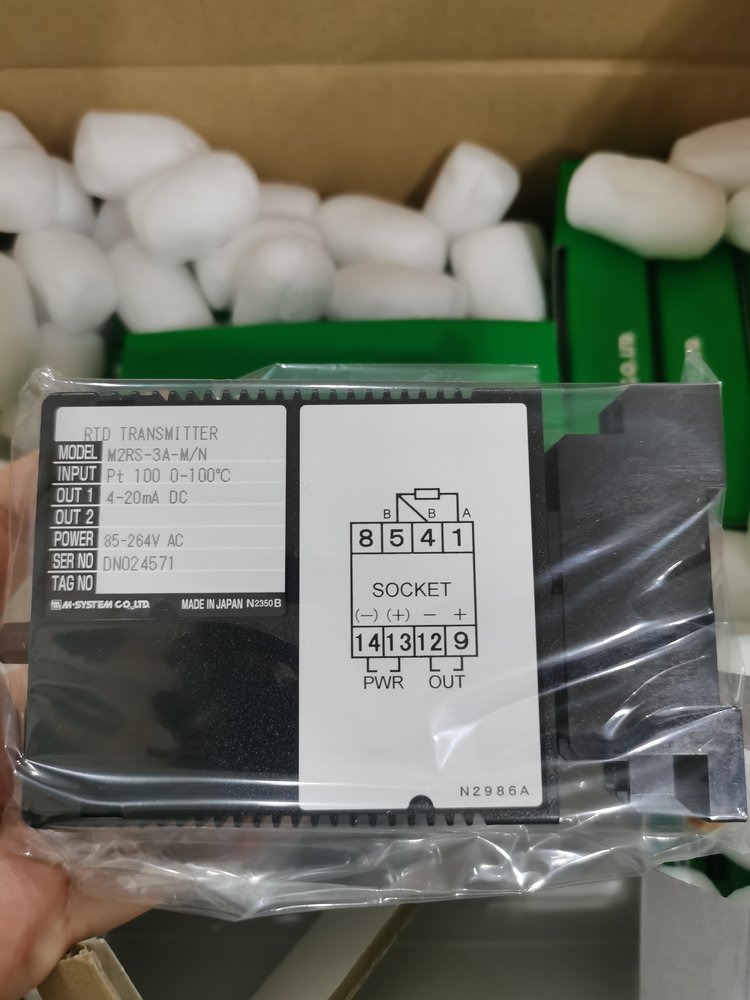 RTD TRANSMITTER
MODEL M2RS-3A-M/N
INPUT Pt 100 0-100℃
OUT 1 4-20mA DC
OUT 2
POWER 85-264V AC
SER NO DN024571
TAG NO
M-SYSTEM CO.,LTD. MADE IN JAPAN N2350B
B B A
8 5 4 1
SOCKET
(−) (+) − +
14 13 12 9
PWR OUT
N2986A
CO.,LTD.